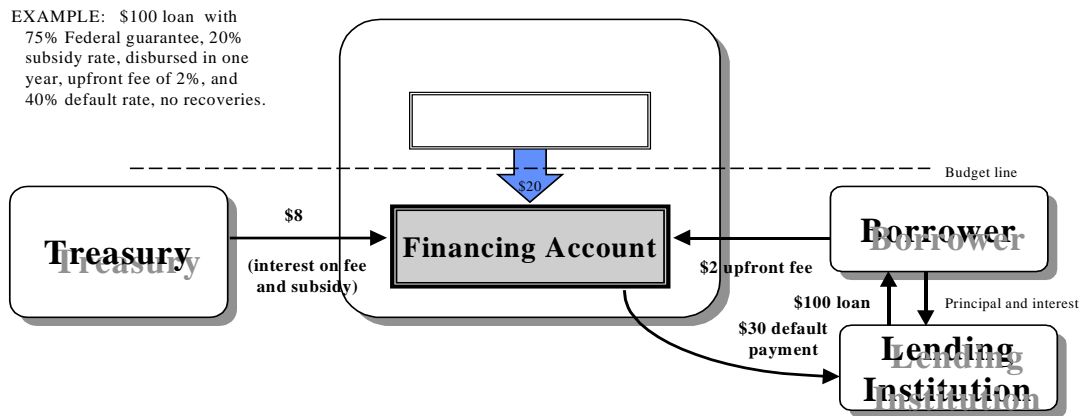 EXAMPLE: $100 loan with
75% Federal guarantee, 20%
subsidy rate, disbursed in one
year, upfront fee of 2%, and
40% default rate, no recoveries.
Budget line
$20
Treasury
$8
(interest on fee
and subsidy)
Financing Account
Borrower
$2 upfront fee
$100 loan
Principal and interest
$30 default
payment
Lending
Institution